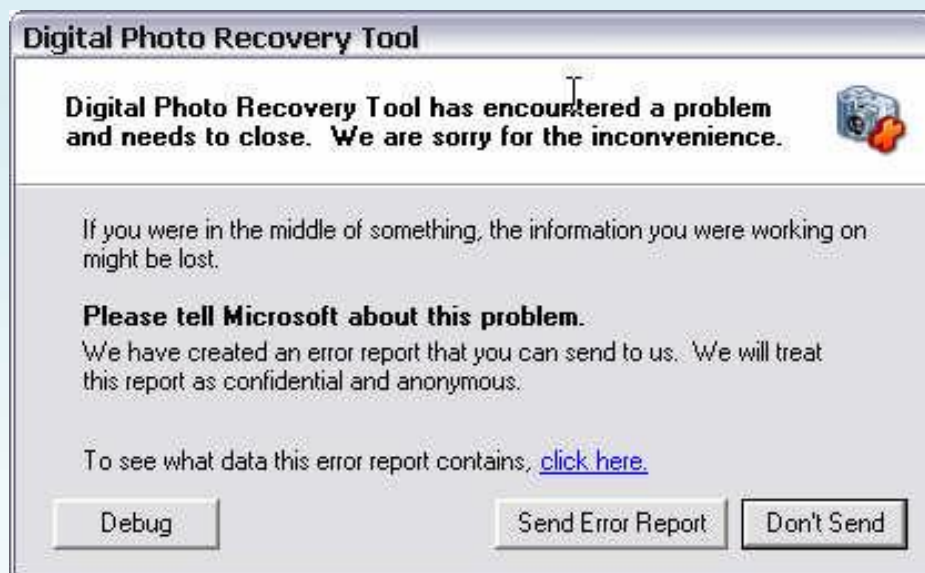 Digital Photo Recovery Tool
Digital Photo Recovery Tool has encountered a problem
and needs to close. We are sorry for the inconvenience.
If you were in the middle of something, the information you were working on
might be lost.
Please tell Microsoft about this problem.
We have created an error report that you can send to us. We will treat
this report as confidential and anonymous.
To see what data this error report contains, click here.
Debug
Send Error Report
Don't Send